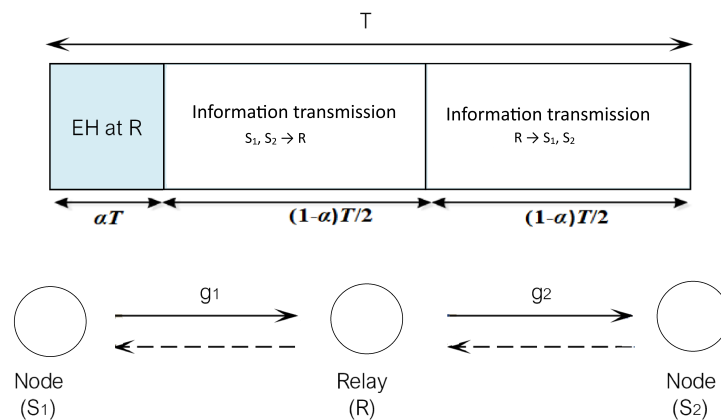 T
EH at R
Information transmission
S₁, S₂ → R
Information transmission
R → S₁, S₂
αT
(1-α)T/2
(1-α)T/2
g1
g2
Node
(S1)
Relay
(R)
Node
(S2)